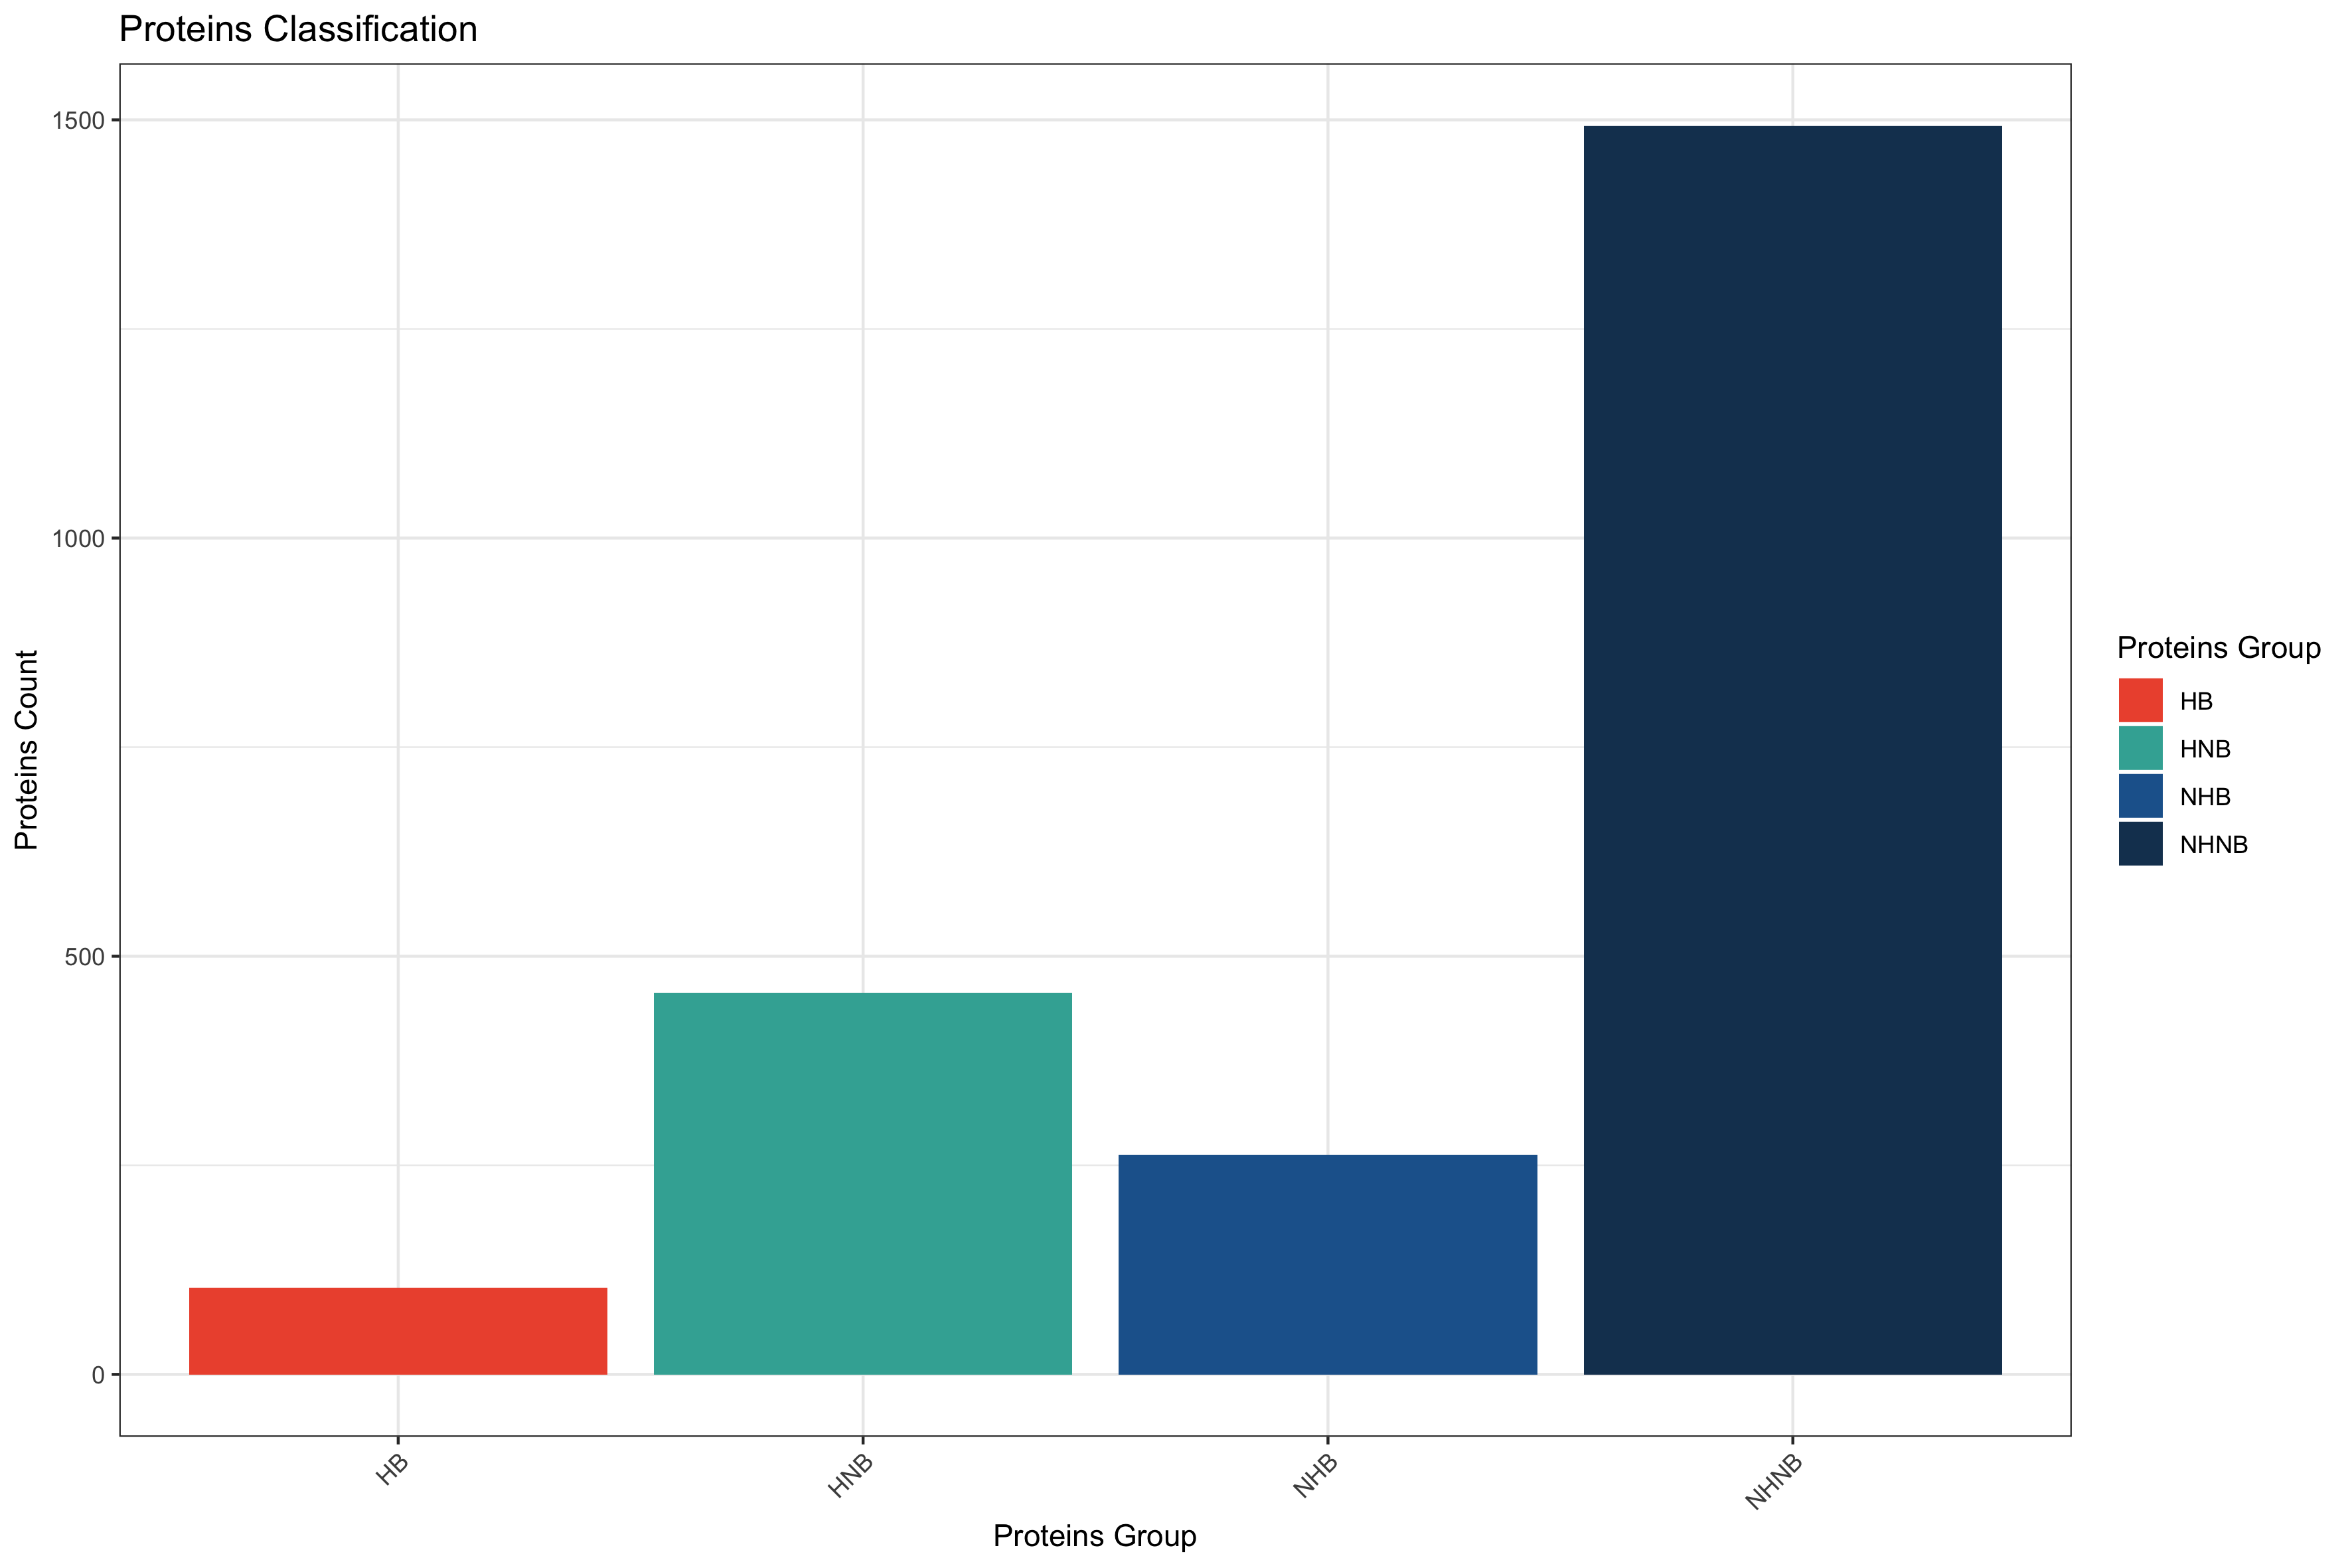 Proteins Classification
1500
1000
500
0
Proteins Count
HB
HNB
NHB
NHNB
Proteins Group
Proteins Group
HB
HNB
NHB
NHNB